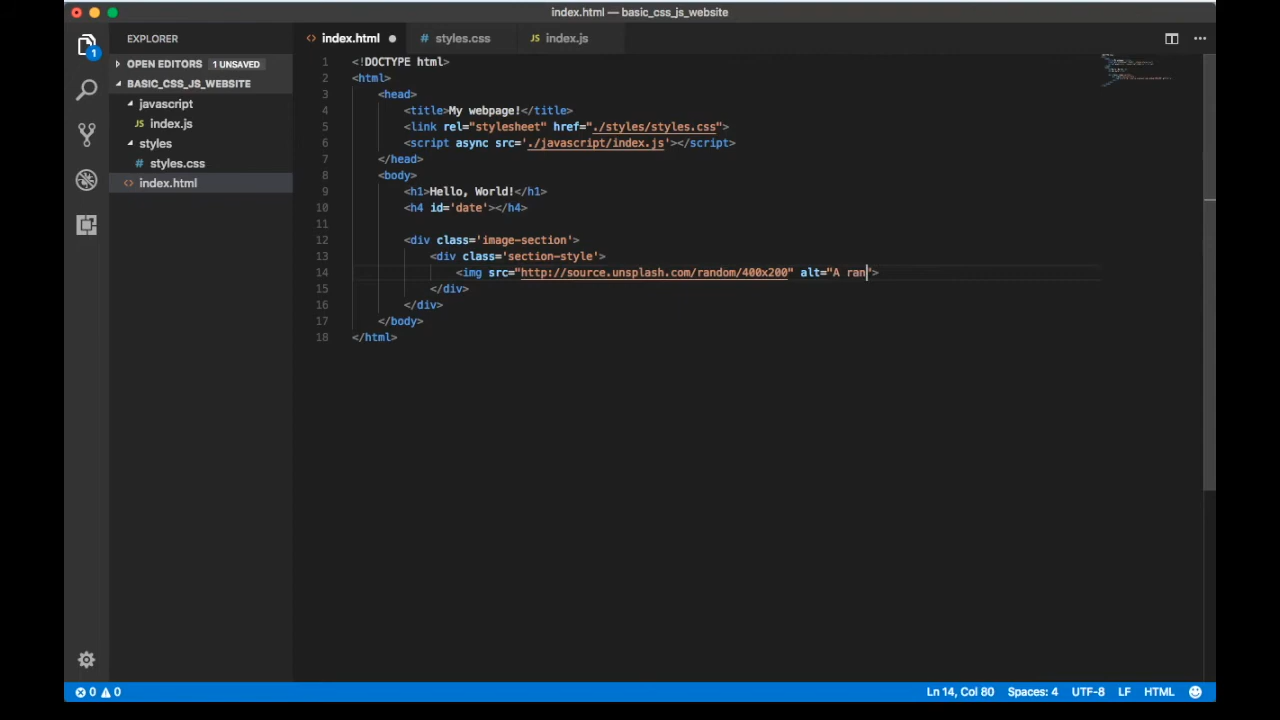 index.html — basic_css_js_website
EXPLORER
OPEN EDITORS 1 UNSAVED
BASIC_CSS_JS_WEBSITE
javascript
JS index.js
styles
# styles.css
<> index.html
1
<> index.html ●
# styles.css
JS index.js
1 <!DOCTYPE html>
2 <html>
3 <head>
4 <title>My webpage!</title>
5 <link rel="stylesheet" href="./styles/styles.css">
6 <script async src='./javascript/index.js'></script>
7 </head>
8 <body>
9 <h1>Hello, World!</h1>
10 <h4 id='date'></h4>
11
12 <div class='image-section'>
13 <div class='section-style'>
14 <img src="http://source.unsplash.com/random/400x200" alt="A ran">
15 </div>
16 </div>
17 </body>
18 </html>
0 0
Ln 14, Col 80 Spaces: 4 UTF-8 LF HTML